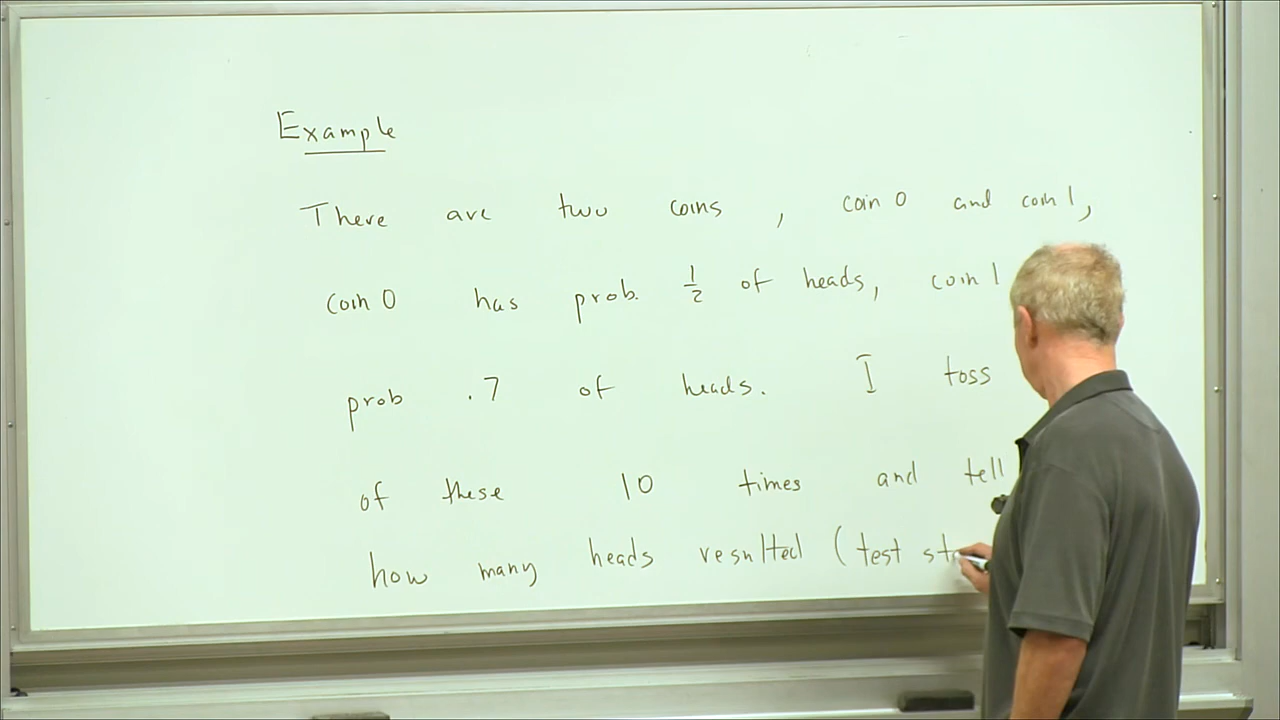 Example
There are two coins , coin 0 and coin 1,
coin 0 has prob. 1/2 of heads, coin 1
prob .7 of heads. I toss
of these 10 times and tell
how many heads resulted (test st